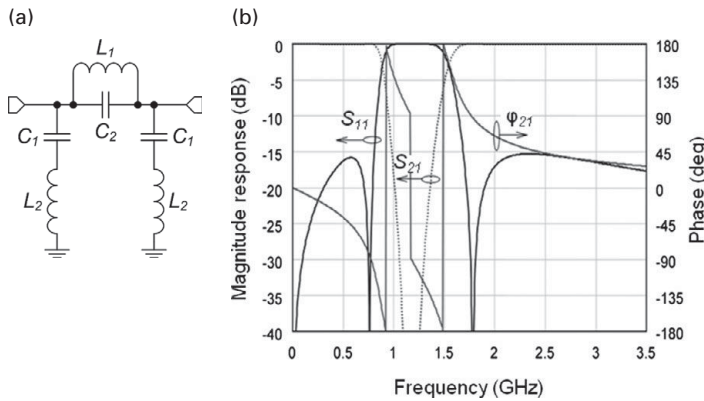 (a)
L1
C1
C2
C1
L2
L2
(b)
Magnitude response (dB)
0
-5
-10
-15
-20
-25
-30
-35
-40
S11
S21
φ21
180
135
90
45
0
-45
-90
-135
-180
Phase (deg)
0 0.5 1 1.5 2 2.5 3 3.5
Frequency (GHz)